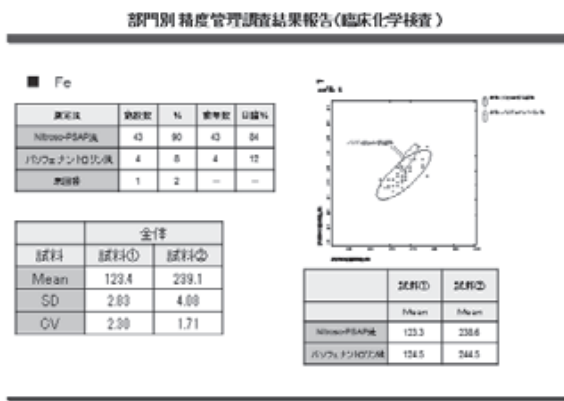 部門別 精度管理調査結果報告(臨床化学検査)
■ Fe
測定法 施設数 % 前年数 日臨%
Nitroso-PSAP法 43 90 43 84
バソフェナントロリン法 4 8 4 12
未回答 1 2 － －
全体
試料 試料① 試料②
Mean 123.4 239.1
SD 2.83 4.08
CV 2.30 1.71
試料① 試料②
Mean Mean
Nitroso-PSAP法 123.3 238.6
バソフェナントロリン法 124.5 244.5